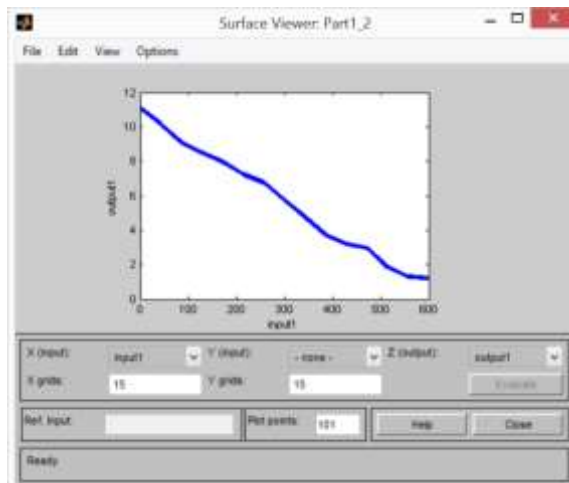 Surface Viewer: Part1_2
File Edit View Options
12
10
8
6
4
2
0
output1
0 100 200 300 400 500 600
input1
X (input): input1 Y (input): - none - Z (output): output1
X grids: 15 Y grids: 15 Evaluate
Ref. Input: Plot points: 101 Help Close
Ready